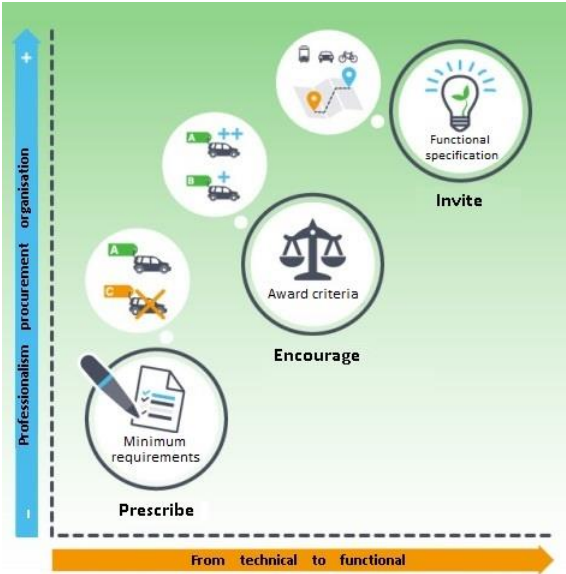 +
Professionalism procurement organisation
-
Functional
specification
Invite
A ++
B +
Award criteria
Encourage
A
C
Minimum
requirements
Prescribe
From technical to functional